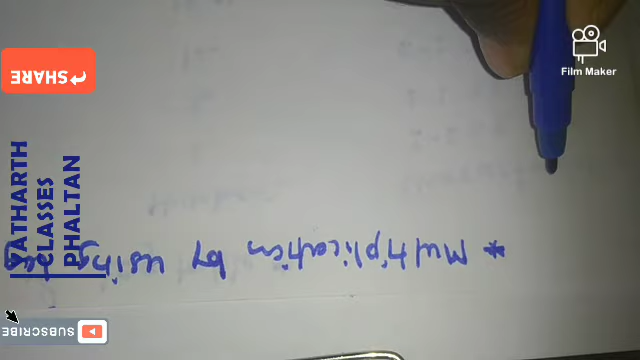 * Multiplication by using
YATHARTH
CLASSES
PHALTAN
SHARE
SUBSCRIBE
Film Maker